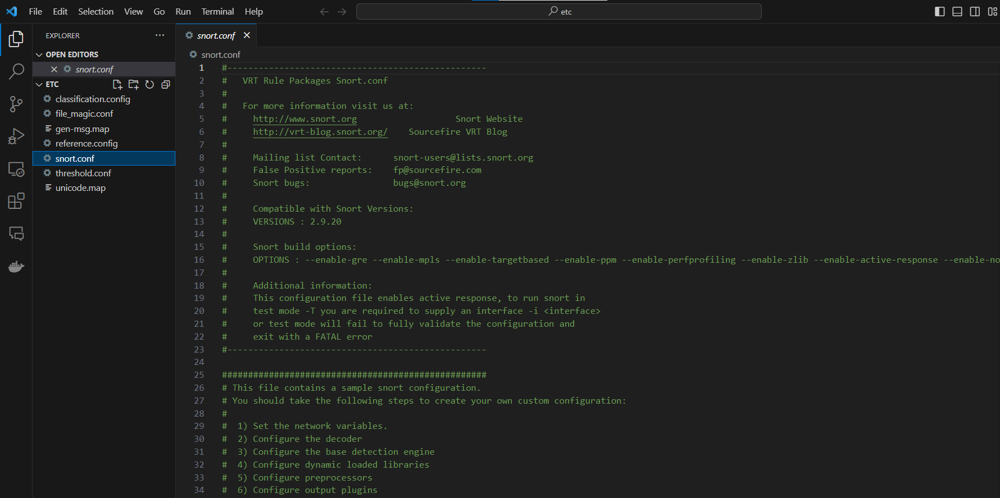 File Edit Selection View Go Run Terminal Help
etc
EXPLORER
OPEN EDITORS
snort.conf
ETC
classification.config
file_magic.conf
gen-msg.map
reference.config
snort.conf
threshold.conf
unicode.map
snort.conf
snort.conf
1 #--------------------------------------------------
2 #   VRT Rule Packages Snort.conf
3 #
4 #   For more information visit us at:
5 #     http://www.snort.org                   Snort Website
6 #     http://vrt-blog.snort.org/    Sourcefire VRT Blog
7 #
8 #     Mailing list Contact:      snort-users@lists.snort.org
9 #     False Positive reports:    fp@sourcefire.com
10 #     Snort bugs:                bugs@snort.org
11 #
12 #     Compatible with Snort Versions:
13 #     VERSIONS : 2.9.20
14 #
15 #     Snort build options:
16 #     OPTIONS : --enable-gre --enable-mpls --enable-targetbased --enable-ppm --enable-perfprofiling --enable-zlib --enable-active-response --enable-no
17 #
18 #     Additional information:
19 #     This configuration file enables active response, to run snort in
20 #     test mode -T you are required to supply an interface -i <interface>
21 #     or test mode will fail to fully validate the configuration and
22 #     exit with a FATAL error
23 #--------------------------------------------------
24
25 ###################################################
26 # This file contains a sample snort configuration.
27 # You should take the following steps to create your own custom configuration:
28 #
29 #  1) Set the network variables.
30 #  2) Configure the decoder
31 #  3) Configure the base detection engine
32 #  4) Configure dynamic loaded libraries
33 #  5) Configure preprocessors
34 #  6) Configure output plugins